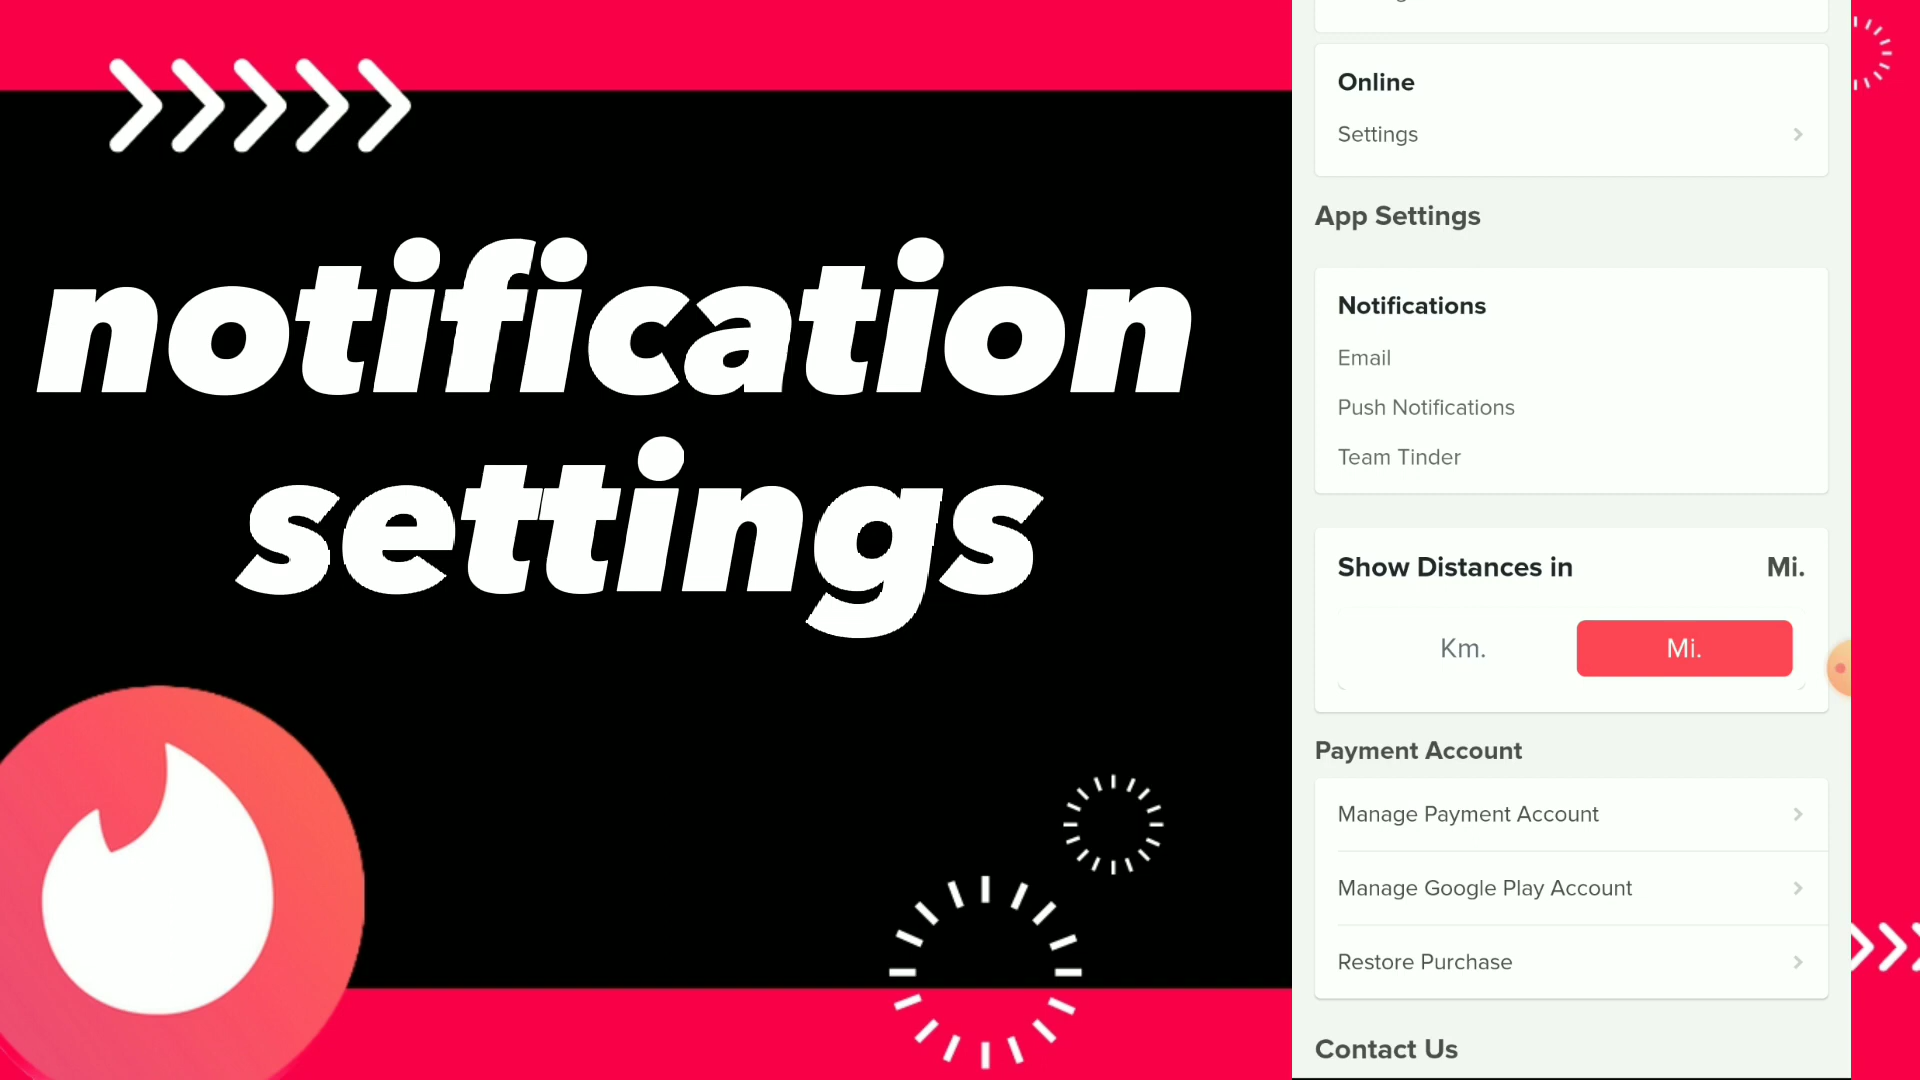 notification
settings
Online
Settings
App Settings
Notifications
Email
Push Notifications
Team Tinder
Show Distances in Mi.
Km. Mi.
Payment Account
Manage Payment Account
Manage Google Play Account
Restore Purchase
Contact Us